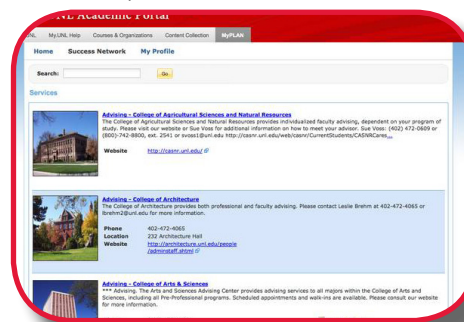 UNL Academic Portal
NL My.UNL Help Courses & Organizations Content Collection MyPLAN
Home Success Network My Profile
Search: Go
Services
Advising - College of Agricultural Sciences and Natural Resources
The College of Agricultural Sciences and Natural Resources provides individualized faculty advising, dependent on your program of
study. Please visit our website or Sue Voss for additional information on how to meet your advisor. Sue Voss: (402) 472-0609 or
(800)-742-8800, ext. 2541 or svoss1@unl.edu http://casnr.unl.edu/web/casnr/CurrentStudents/CASNRCares...
Website http://casnr.unl.edu/
Advising - College of Architecture
The College of Architecture provides both professional and faculty advising. Please contact Leslie Brehm at 402-472-4065 or
lbrehm2@unl.edu for more information.
Phone 402-472-4065
Location 232 Architecture Hall
Website http://architecture.unl.edu/people
/adminstaff.shtml
Advising - College of Arts & Sciences
*** Advising. The Arts and Sciences Advising Center provides advising services to all majors within the College of Arts and
Sciences, including all Pre-Professional programs. Scheduled appointments and walk-ins are available. Please consult our website
for more information.